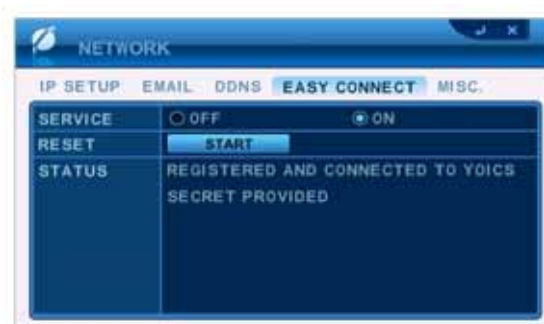 NETWORK
IP SETUP EMAIL DDNS EASY CONNECT MISC.
SERVICE OFF ON
RESET START
STATUS REGISTERED AND CONNECTED TO YOICS
SECRET PROVIDED